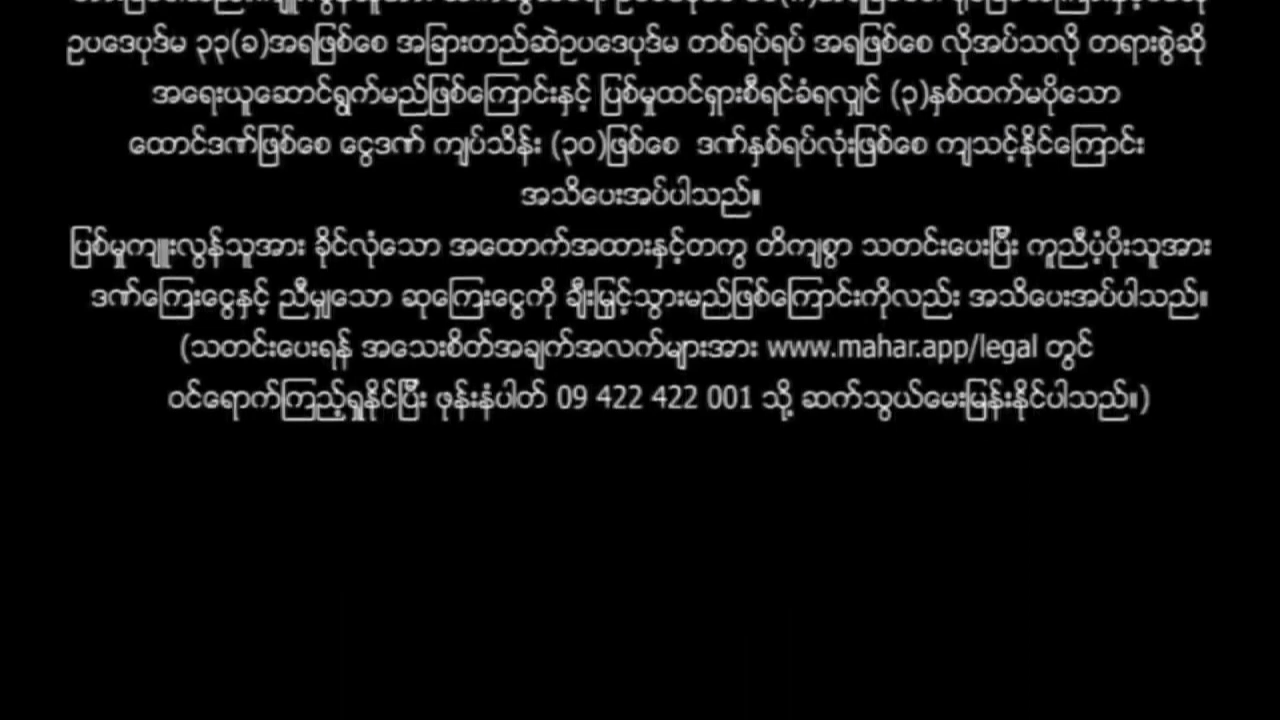 ဥပဒေပုဒ်မ ၃၃(ခ)အရဖြစ်စေ အခြားတည်ဆဲဥပဒေပုဒ်မ တစ်ရပ်ရပ် အရဖြစ်စေ လိုအပ်သလို တရားစွဲဆို
အရေးယူဆောင်ရွက်မည်ဖြစ်ကြောင်းနှင့် ပြစ်မှုထင်ရှားစီရင်ခံရလျှင် (၃)နှစ်ထက်မပိုသော
ထောင်ဒဏ်ဖြစ်စေ ငွေဒဏ် ကျပ်သိန်း (၃၀)ဖြစ်စေ ဒဏ်နှစ်ရပ်လုံးဖြစ်စေ ကျသင့်နိုင်ကြောင်း
အသိပေးအပ်ပါသည်။
ပြစ်မှုကျူးလွန်သူအား ခိုင်လုံသော အထောက်အထားနှင့်တကွ တိကျစွာ သတင်းပေးပြီး ကူညီပံ့ပိုးသူအား
ဒဏ်ကြေးငွေနှင့် ညီမျှသော ဆုကြေးငွေကို ချီးမြှင့်သွားမည်ဖြစ်ကြောင်းကိုလည်း အသိပေးအပ်ပါသည်။
(သတင်းပေးရန် အသေးစိတ်အချက်အလက်များအား www.mahar.app/legal တွင်
ဝင်ရောက်ကြည့်ရှုနိုင်ပြီး ဖုန်းနံပါတ် 09 422 422 001 သို့ ဆက်သွယ်မေးမြန်းနိုင်ပါသည်။)